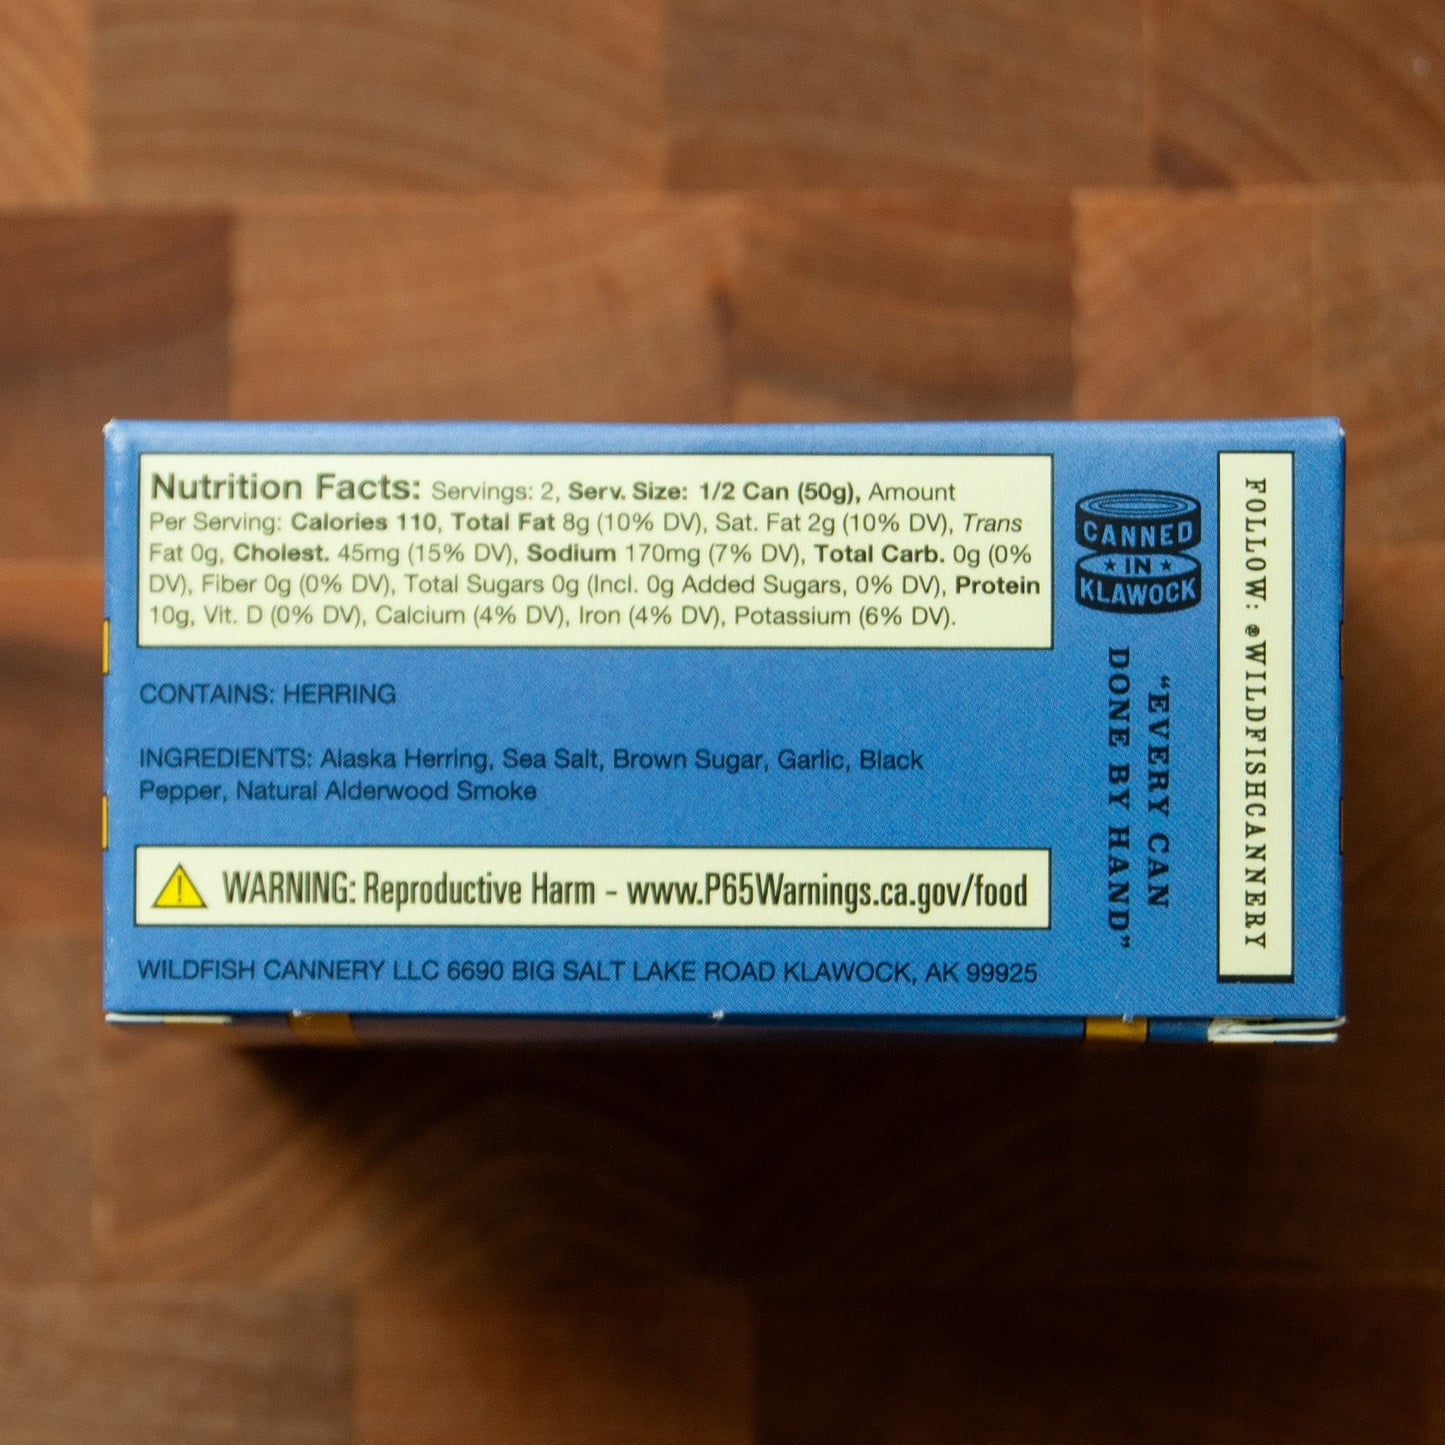 Nutrition Facts: Servings: 2, Serv. Size: 1/2 Can (50g), Amount
Per Serving: Calories 110, Total Fat 8g (10% DV), Sat. Fat 2g (10% DV), Trans
Fat 0g, Cholest. 45mg (15% DV), Sodium 170mg (7% DV), Total Carb. 0g (0%
DV), Fiber 0g (0% DV), Total Sugars 0g (Incl. 0g Added Sugars, 0% DV), Protein
10g, Vit. D (0% DV), Calcium (4% DV), Iron (4% DV), Potassium (6% DV).
CONTAINS: HERRING
INGREDIENTS: Alaska Herring, Sea Salt, Brown Sugar, Garlic, Black
Pepper, Natural Alderwood Smoke
WARNING: Reproductive Harm - www.P65Warnings.ca.gov/food
WILDFISH CANNERY LLC 6690 BIG SALT LAKE ROAD KLAWOCK, AK 99925
CANNED
IN
KLAWOCK
"EVERY CAN
DONE BY HAND"
FOLLOW: @WILDFISHCANNERY